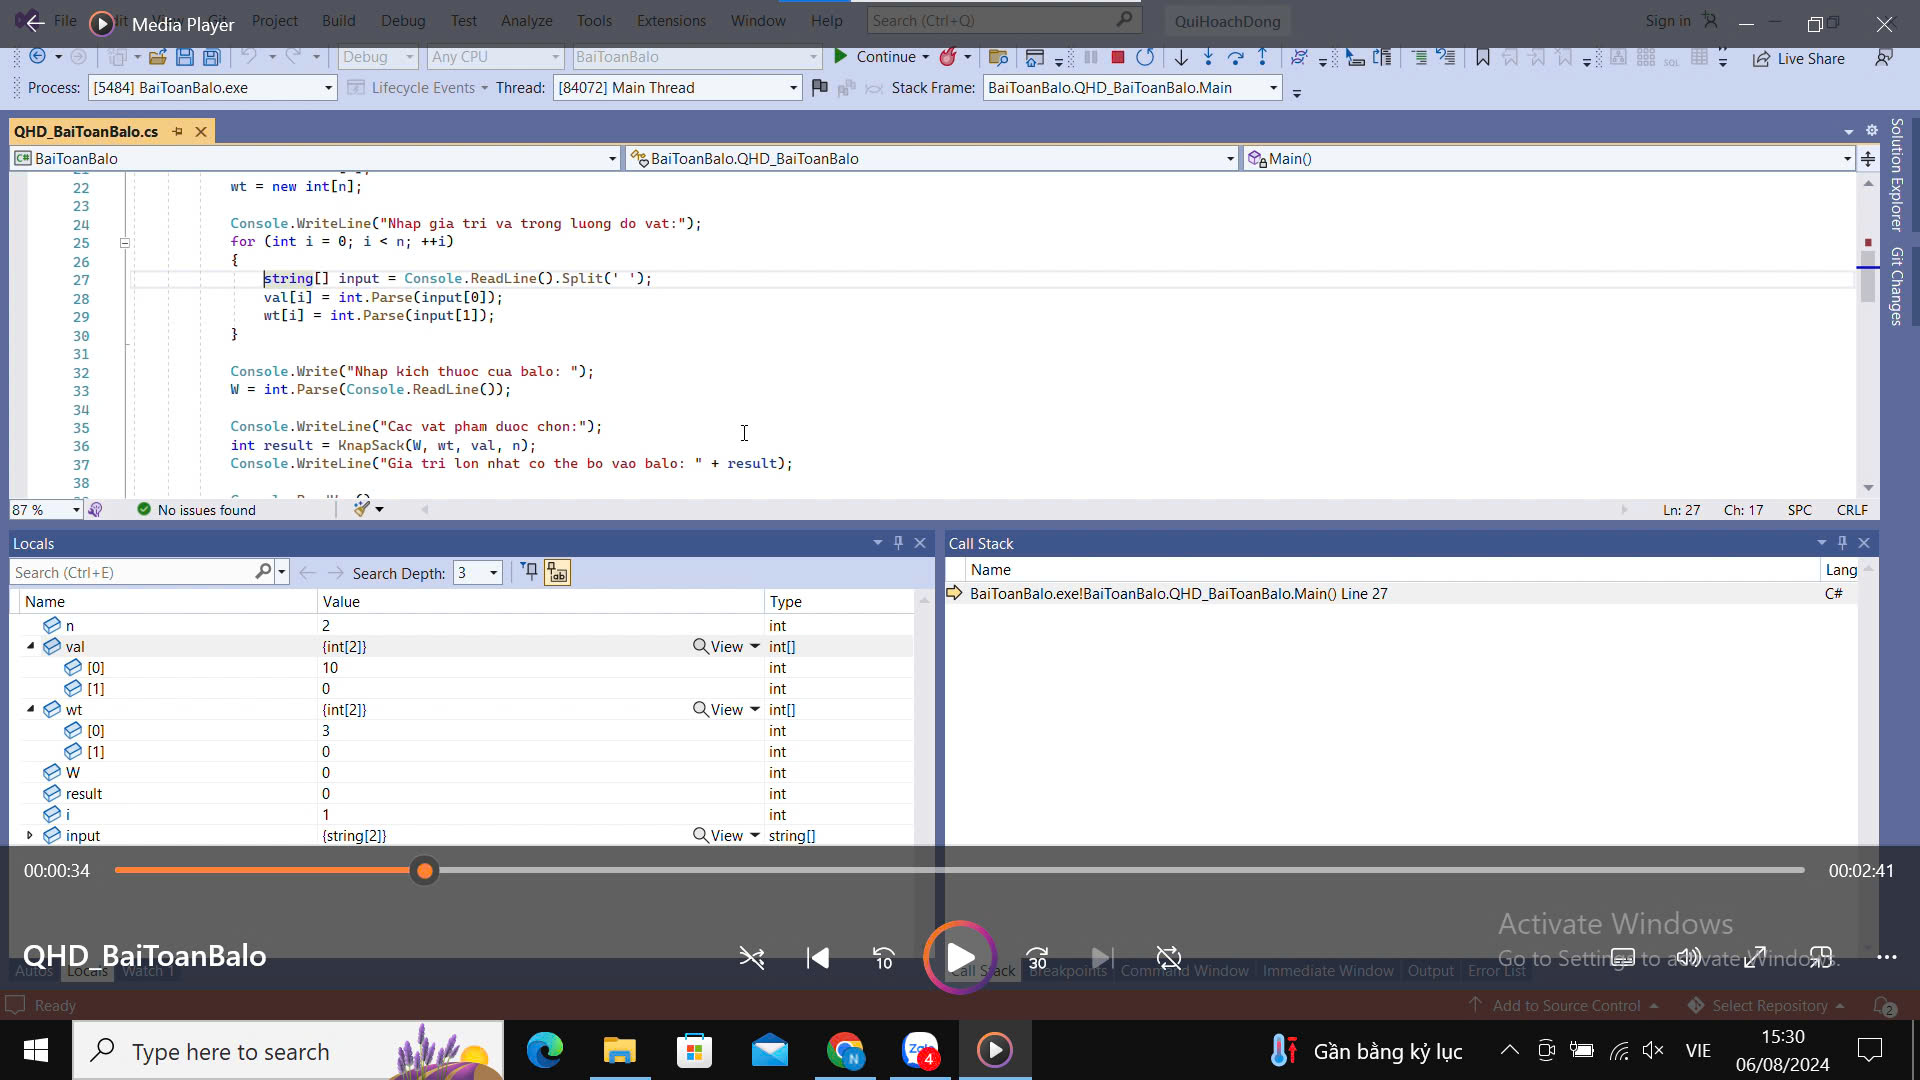 Media Player
File Edit View Git Project Build Debug Test Analyze Tools Extensions Window Help Search (Ctrl+Q) QuiHoachDong Sign in
Debug Any CPU BaiToanBalo Continue Live Share
Process: [5484] BaiToanBalo.exe Lifecycle Events Thread: [84072] Main Thread Stack Frame: BaiToanBalo.QHD_BaiToanBalo.Main
QHD_BaiToanBalo.cs
BaiToanBalo BaiToanBalo.QHD_BaiToanBalo Main()
22 wt = new int[n];
23
24 Console.WriteLine("Nhap gia tri va trong luong do vat:");
25 for (int i = 0; i < n; ++i)
26 {
27 string[] input = Console.ReadLine().Split(' ');
28 val[i] = int.Parse(input[0]);
29 wt[i] = int.Parse(input[1]);
30 }
31
32 Console.Write("Nhap kich thuoc cua balo: ");
33 W = int.Parse(Console.ReadLine());
34
35 Console.WriteLine("Cac vat pham duoc chon:");
36 int result = KnapSack(W, wt, val, n);
37 Console.WriteLine("Gia tri lon nhat co the bo vao balo: " + result);
38
87 % No issues found Ln: 27 Ch: 17 SPC CRLF
Solution Explorer
Git Changes
Locals
Search (Ctrl+E) Search Depth: 3
Name Value Type
n 2 int
val {int[2]} View int[]
[0] 10 int
[1] 0 int
wt {int[2]} View int[]
[0] 3 int
[1] 0 int
W 0 int
result 0 int
i 1 int
input {string[2]} View string[]
Call Stack
Name Lang
BaiToanBalo.exe!BaiToanBalo.QHD_BaiToanBalo.Main() Line 27 C#
00:00:34 00:02:41
Activate Windows
Go to Settings to activate Windows.
QHD_BaiToanBalo
10 30
Autos Locals Watch 1 Call Stack Breakpoints Command Window Immediate Window Output Error List
Ready Add to Source Control Select Repository 2
Type here to search N Zalo 4 Gần bằng kỷ lục VIE 15:30
06/08/2024